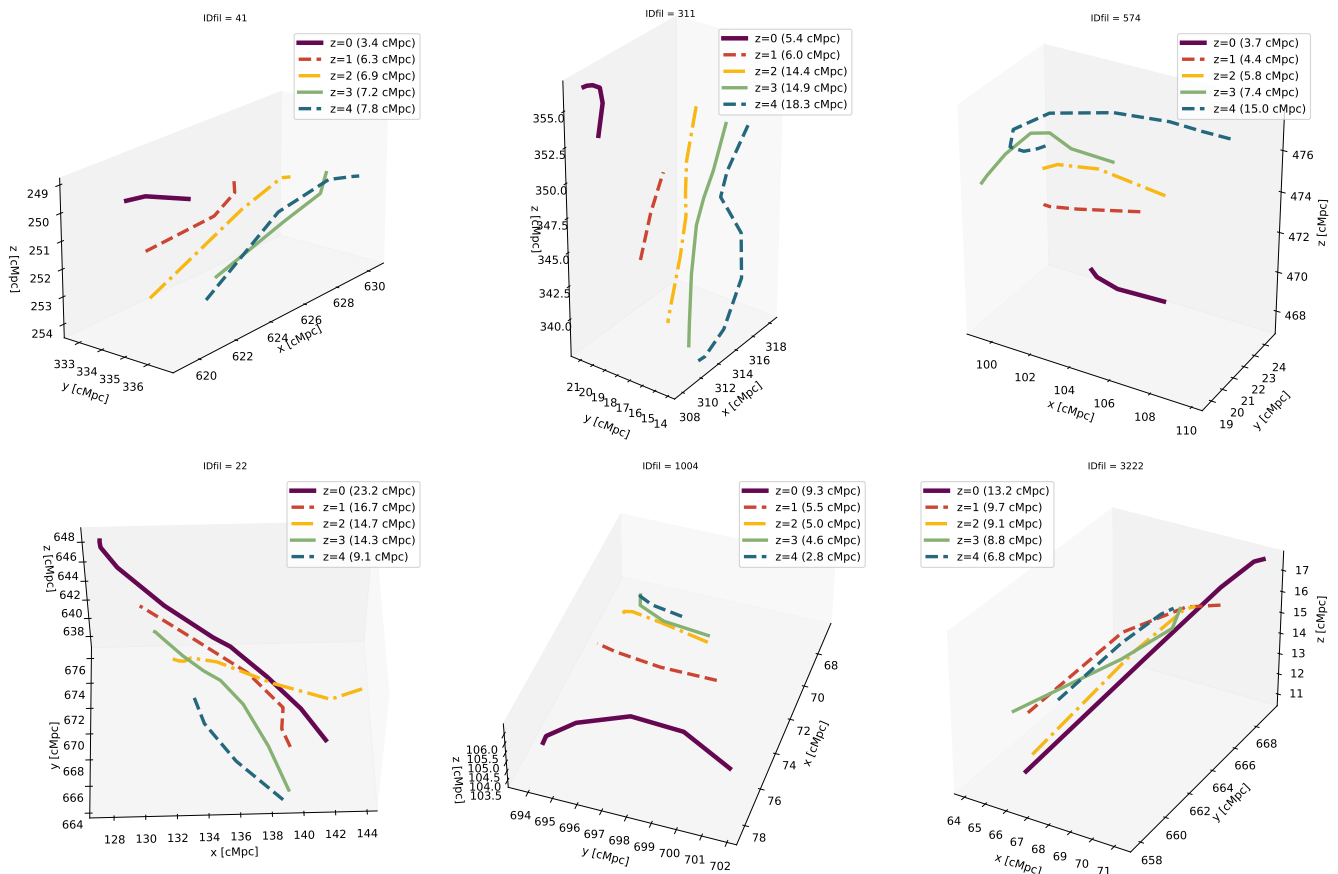 IDfil = 41
z=0 (3.4 cMpc)
z=1 (6.3 cMpc)
z=2 (6.9 cMpc)
z=3 (7.2 cMpc)
z=4 (7.8 cMpc)
249
250
251
252
253
254
z [cMpc]
333
334
335
336
y [cMpc]
620
622
624
626
628
630
x [cMpc]
IDfil = 311
z=0 (5.4 cMpc)
z=1 (6.0 cMpc)
z=2 (14.4 cMpc)
z=3 (14.9 cMpc)
z=4 (18.3 cMpc)
355.0
352.5
350.0
347.5
345.0
342.5
340.0
z [cMpc]
21
20
19
18
17
16
15
14
y [cMpc]
308
310
312
314
316
318
x [cMpc]
IDfil = 574
z=0 (3.7 cMpc)
z=1 (4.4 cMpc)
z=2 (5.8 cMpc)
z=3 (7.4 cMpc)
z=4 (15.0 cMpc)
476
474
472
470
468
z [cMpc]
100
102
104
106
108
110
x [cMpc]
19
20
21
22
23
24
y [cMpc]
IDfil = 22
z=0 (23.2 cMpc)
z=1 (16.7 cMpc)
z=2 (14.7 cMpc)
z=3 (14.3 cMpc)
z=4 (9.1 cMpc)
648
646
644
642
640
638
z [cMpc]
676
674
672
670
668
666
664
y [cMpc]
128
130
132
134
136
138
140
142
144
x [cMpc]
IDfil = 1004
z=0 (9.3 cMpc)
z=1 (5.5 cMpc)
z=2 (5.0 cMpc)
z=3 (4.6 cMpc)
z=4 (2.8 cMpc)
106.0
105.5
105.0
104.5
104.0
103.5
z [cMpc]
694
695
696
697
698
699
700
701
702
y [cMpc]
68
70
72
74
76
78
x [cMpc]
IDfil = 3222
z=0 (13.2 cMpc)
z=1 (9.7 cMpc)
z=2 (9.1 cMpc)
z=3 (8.8 cMpc)
z=4 (6.8 cMpc)
17
16
15
14
13
12
11
z [cMpc]
64
65
66
67
68
69
70
71
x [cMpc]
658
660
662
664
666
668
y [cMpc]